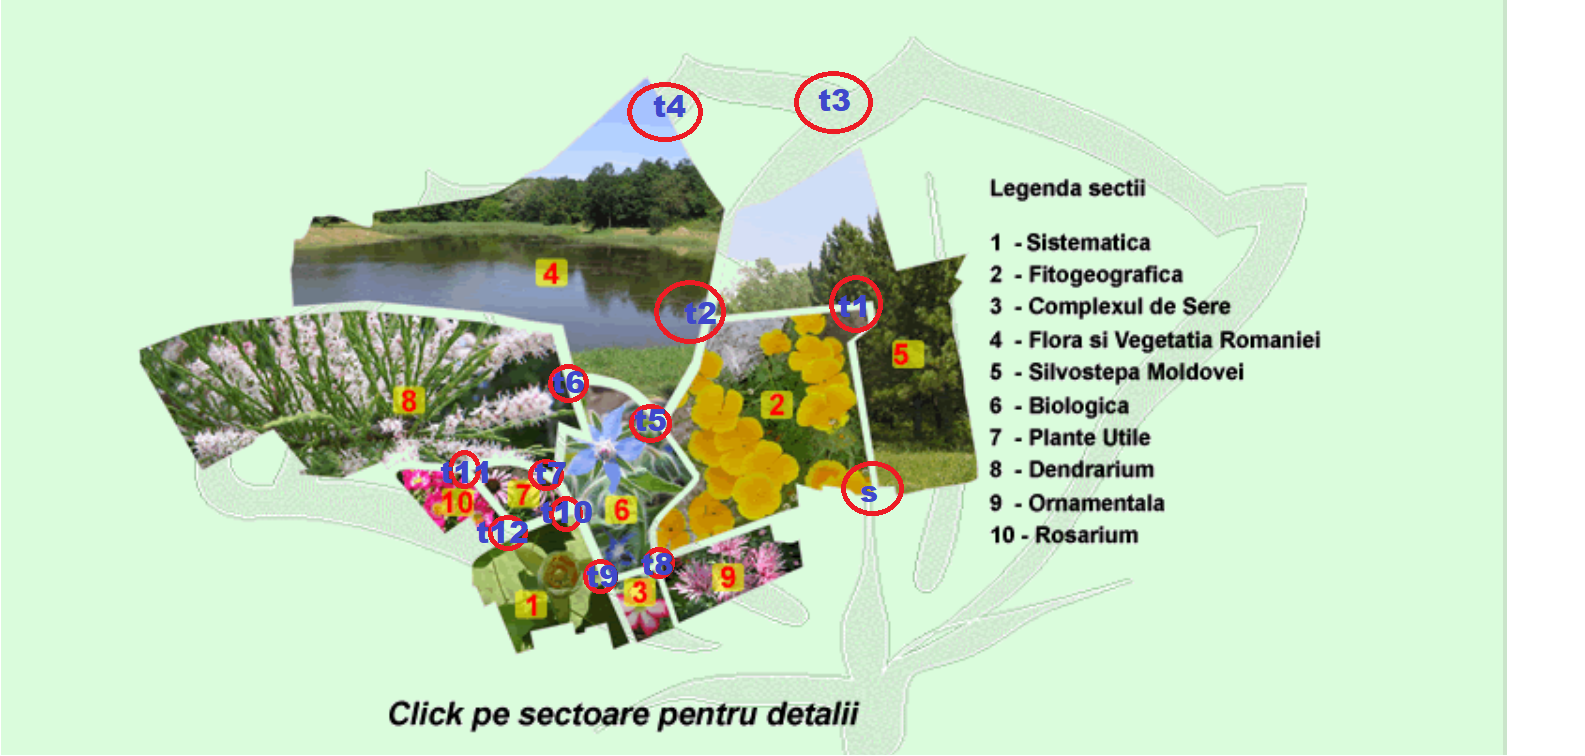 t4
t3
Legenda sectii
1 - Sistematica
4
2 - Fitogeografica
t2
t1
3 - Complexul de Sere
4 - Flora si Vegetatia Romaniei
5
5 - Silvostepa Moldovei
t6
8
2
6 - Biologica
t5
7 - Plante Utile
t11
t7
8 - Dendrarium
10
7
s
t10
6
9 - Ornamentala
t12
10 - Rosarium
t8
t9
9
3
1
Click pe sectoare pentru detalii